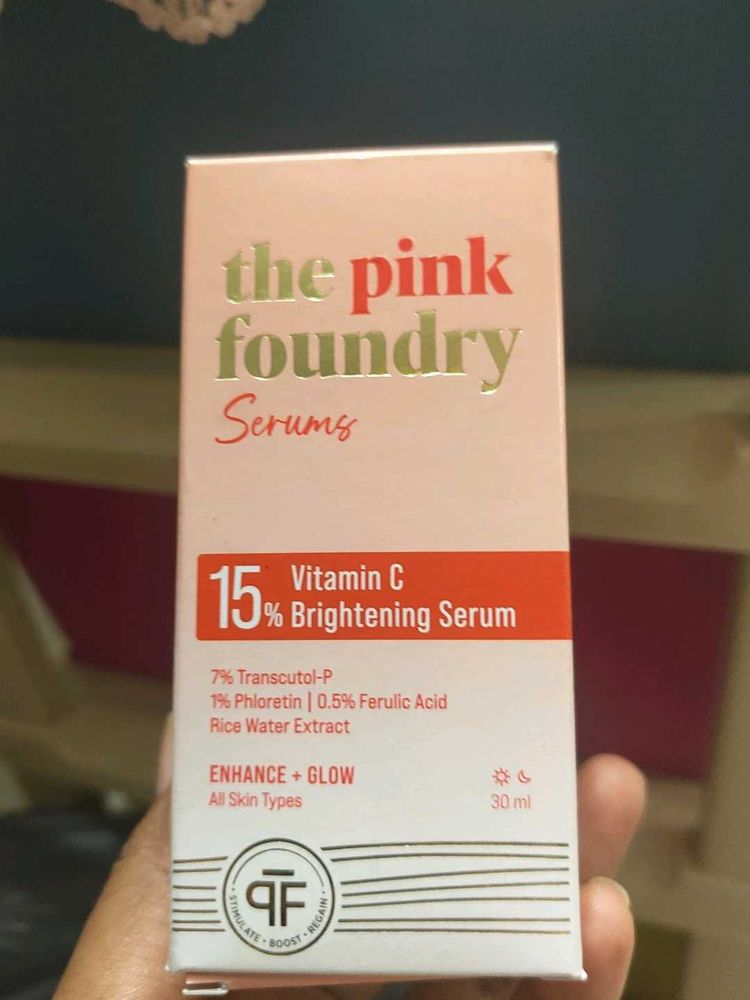 the pink
foundry
Serums
15% Vitamin C
Brightening Serum
7% Transcutol-P
1% Phloretin | 0.5% Ferulic Acid
Rice Water Extract
ENHANCE + GLOW
All Skin Types
30 ml
PF
STIMULATE • BOOST • REGAIN